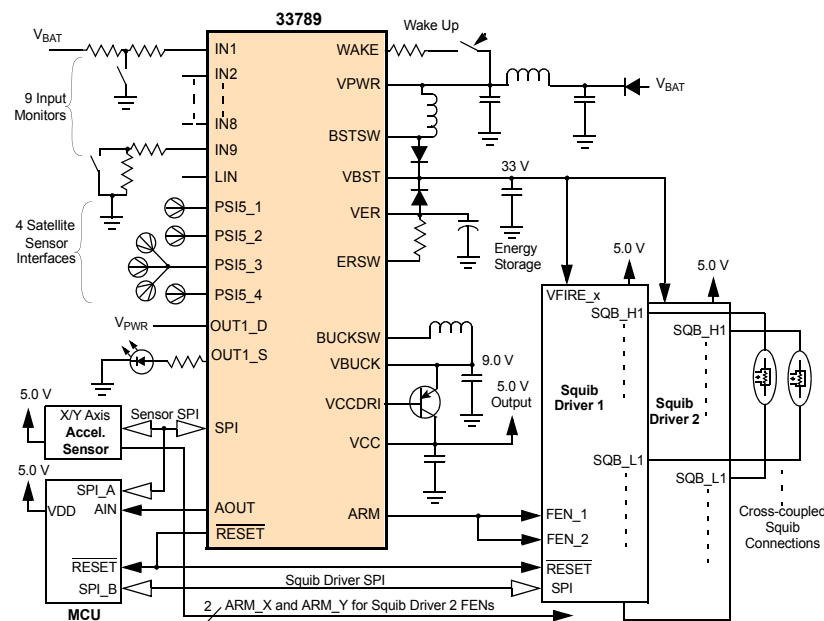 33789
V_BAT
IN1
IN2
IN8
IN9
LIN
9 Input
Monitors
PSI5_1
PSI5_2
PSI5_3
PSI5_4
4 Satellite
Sensor
Interfaces
V_PWR
OUT1_D
OUT1_S
5.0 V
X/Y Axis
Accel.
Sensor
Sensor SPI
SPI
5.0 V
SPI_A
VDD
AIN
AOUT
RESET
RESET
SPI_B
MCU
Squib Driver SPI
2
ARM_X and ARM_Y for Squib Driver 2 FENs
Wake Up
WAKE
VPWR
V_BAT
BSTSW
VBST
33 V
VER
Energy
Storage
ERSW
BUCKSW
VBUCK
9.0 V
VCCDRI
5.0 V
Output
VCC
ARM
5.0 V
5.0 V
VFIRE_x
SQB_H1
SQB_H1
Squib
Driver 1
Squib
Driver 2
SQB_L1
SQB_L1
FEN_1
FEN_2
RESET
SPI
Cross-coupled
Squib
Connections